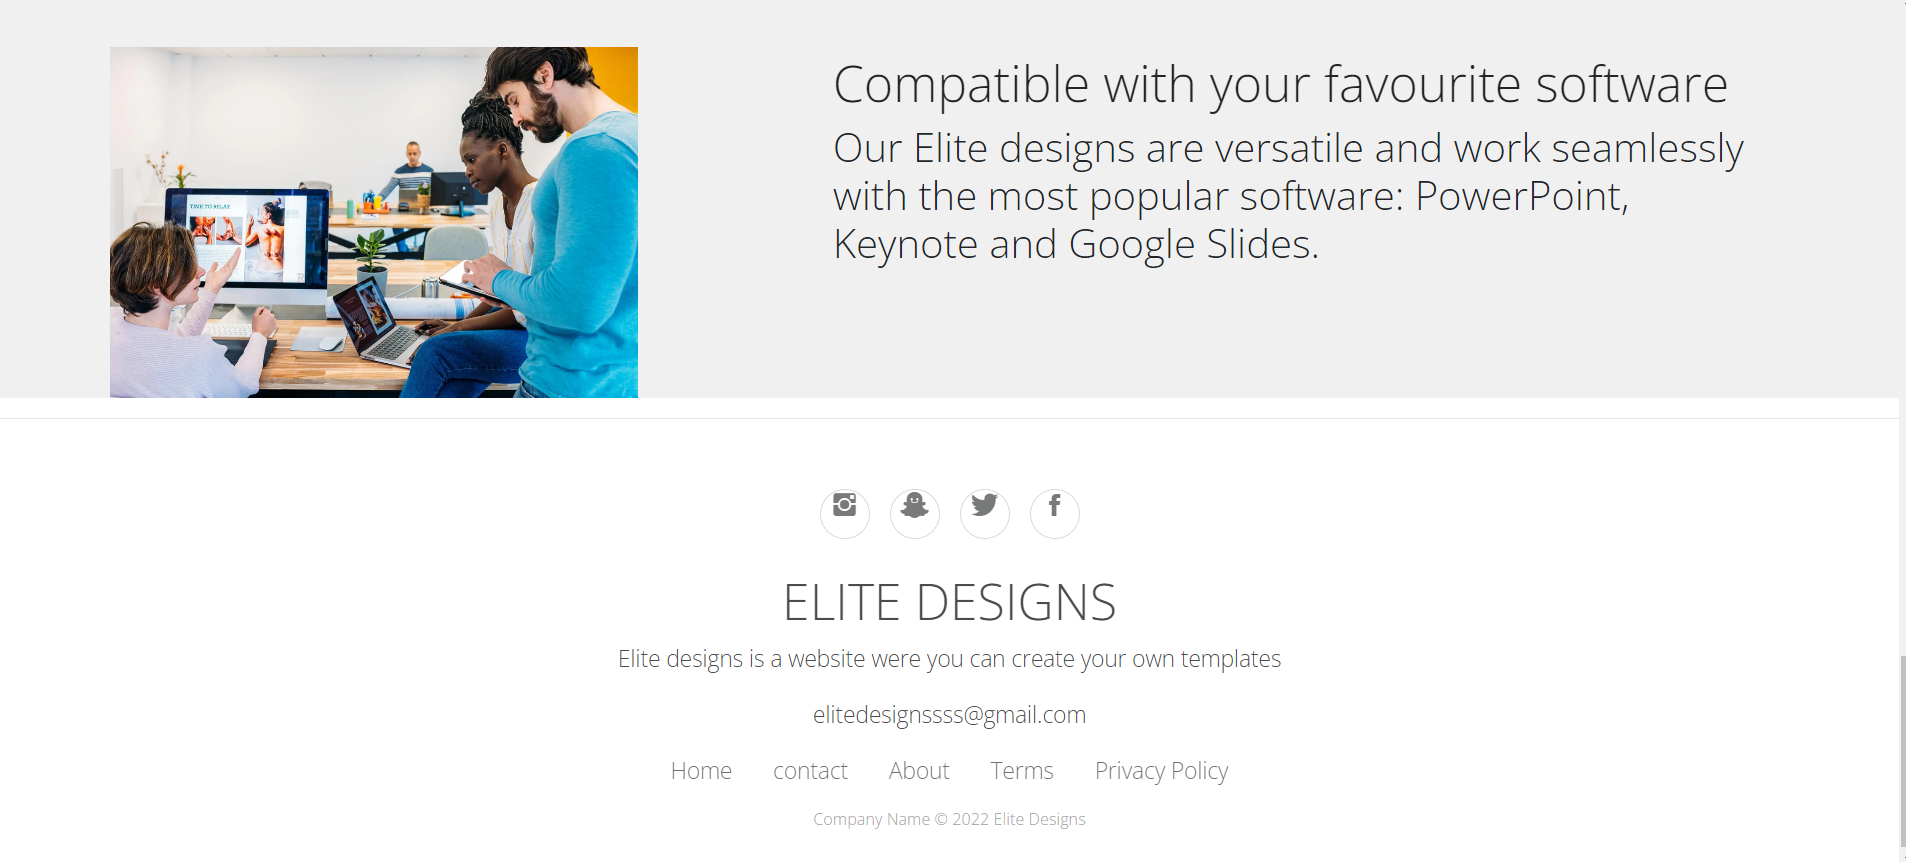 TIME TO RELAX
Compatible with your favourite software
Our Elite designs are versatile and work seamlessly
with the most popular software: PowerPoint,
Keynote and Google Slides.
ELITE DESIGNS
Elite designs is a website were you can create your own templates
elitedesignssss@gmail.com
Home contact About Terms Privacy Policy
Company Name © 2022 Elite Designs